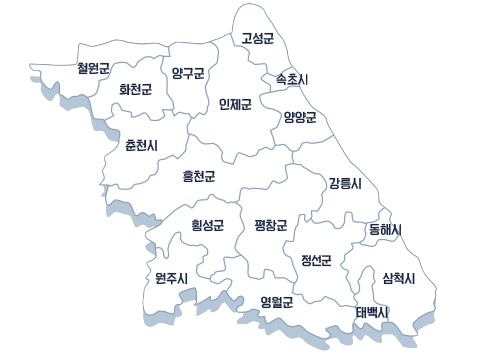 고성군
철원군
양구군
속초시
화천군
인제군
양양군
춘천시
홍천군
강릉시
횡성군
평창군
동해시
정선군
원주시
삼척시
영월군
태백시